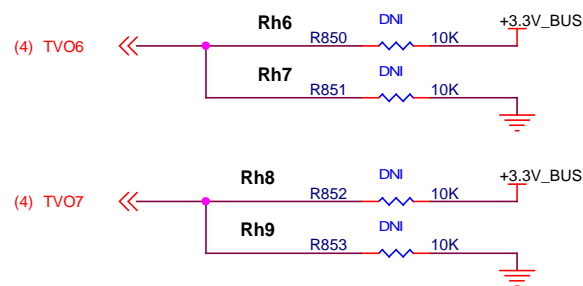 Rh6 DNI +3.3V_BUS
(4) TVO6 R850 10K
Rh7 DNI
R851 10K
Rh8 DNI +3.3V_BUS
(4) TVO7 R852 10K
Rh9 DNI
R853 10K